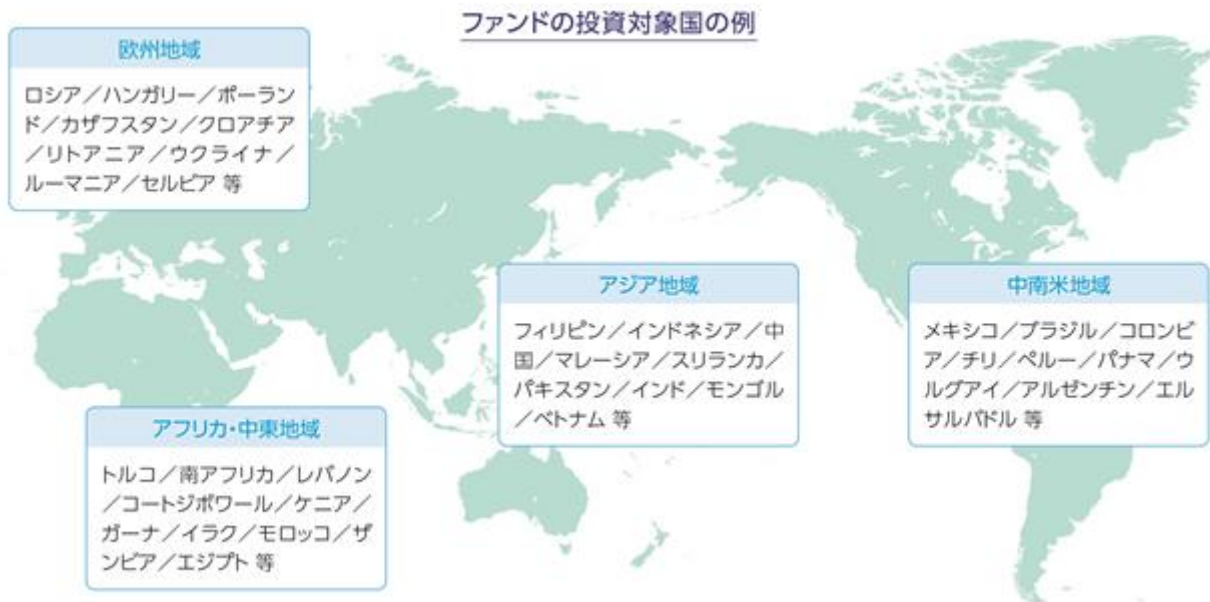 ファンドの投資対象国の例
欧州地域
ロシア／ハンガリー／ポーラン
ド／カザフスタン／クロアチア
／リトアニア／ウクライナ／
ルーマニア／セルビア 等
アジア地域
フィリピン／インドネシア／中
国／マレーシア／スリランカ／
パキスタン／インド／モンゴル
／ベトナム 等
中南米地域
メキシコ／ブラジル／コロンビ
ア／チリ／ペルー／パナマ／ウ
ルグアイ／アルゼンチン／エル
サルバドル 等
アフリカ・中東地域
トルコ／南アフリカ／レバノン
／コートジボワール／ケニア／
ガーナ／イラク／モロッコ／ザ
ンビア／エジプト 等